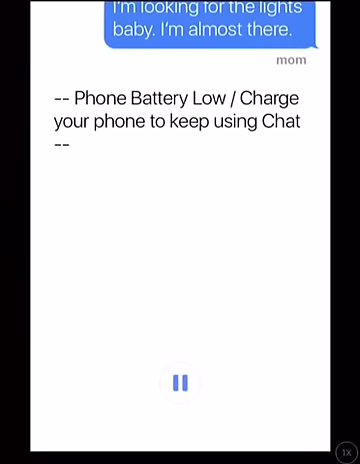 I'm looking for the lights
baby. I'm almost there.
mom
-- Phone Battery Low / Charge
your phone to keep using Chat
--
1X